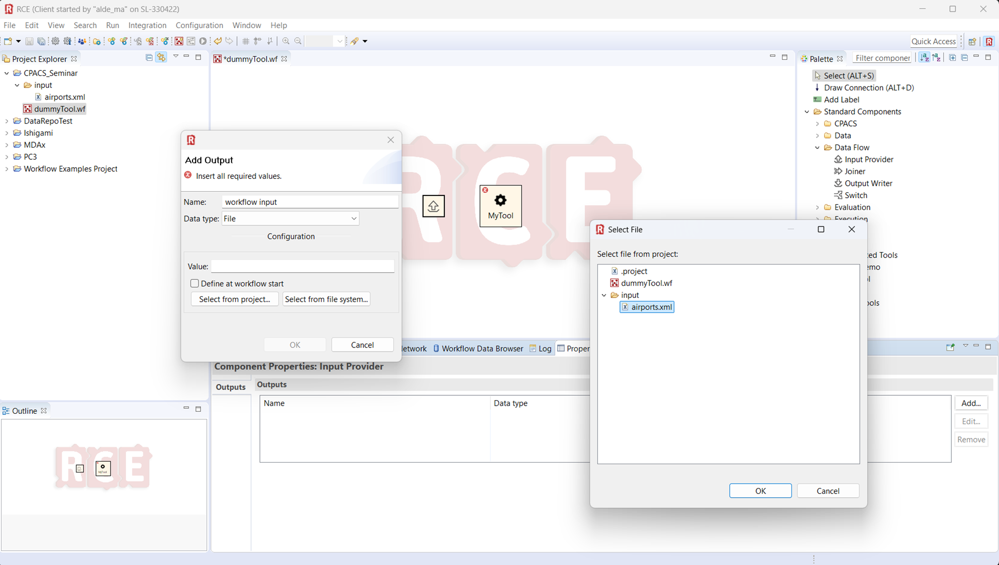 RCE (Client started by "alde_ma" on SL-330422)
File Edit View Search Run Integration Configuration Window Help
Quick Access
Project Explorer
CPACS_Seminar
input
airports.xml
dummyTool.wf
DataRepoTest
Ishigami
MDAx
PC3
Workflow Examples Project
*dummyTool.wf
RCE
MyTool
Palette
Filter componer
Select (ALT+S)
Draw Connection (ALT+D)
Add Label
Standard Components
CPACS
Data
Data Flow
Input Provider
Joiner
Output Writer
Switch
Evaluation
Execution
ed Tools
emo
ools
Add Output
Insert all required values.
Name: workflow input
Data type: File
Configuration
Value:
Define at workflow start
Select from project...
Select from file system...
OK
Cancel
Select File
Select file from project:
.project
dummyTool.wf
input
airports.xml
OK
Cancel
letwork
Workflow Data Browser
Log
Proper
Component Properties: Input Provider
Outputs
Outputs
Name
Data type
Add...
Edit...
Remove
Outline
RCE
MyTool